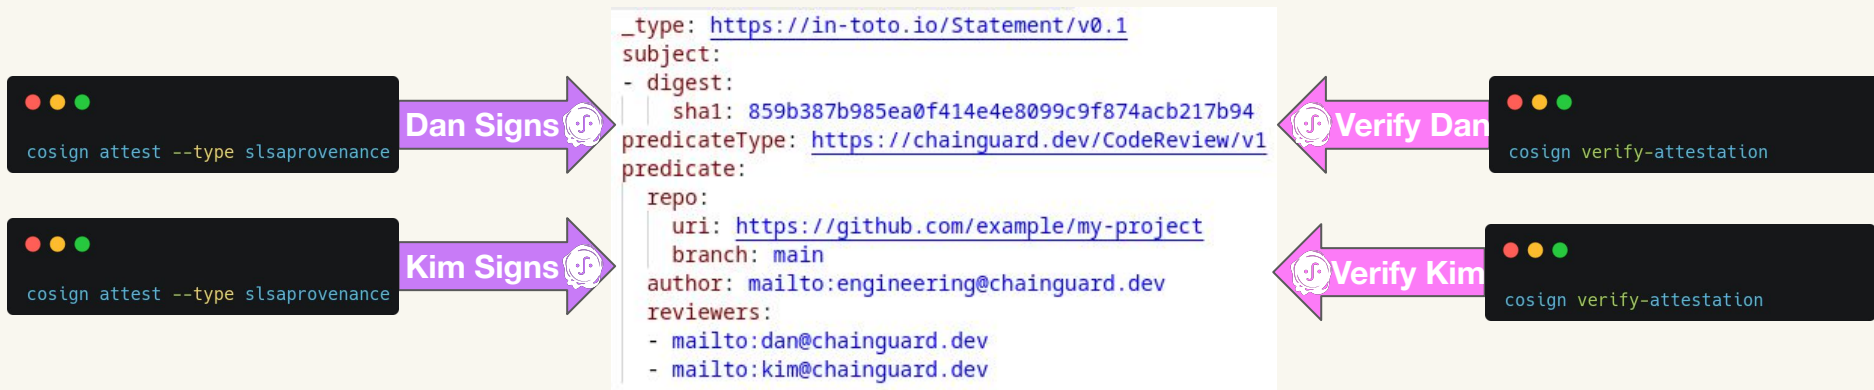 cosign attest --type slsaprovenance
Dan Signs
cosign attest --type slsaprovenance
Kim Signs
_type: https://in-toto.io/Statement/v0.1
subject:
- digest:
    sha1: 859b387b985ea0f414e4e8099c9f874acb217b94
predicateType: https://chainguard.dev/CodeReview/v1
predicate:
  repo:
    uri: https://github.com/example/my-project
    branch: main
  author: mailto:engineering@chainguard.dev
  reviewers:
  - mailto:dan@chainguard.dev
  - mailto:kim@chainguard.dev
Verify Dan
cosign verify-attestation
Verify Kim
cosign verify-attestation